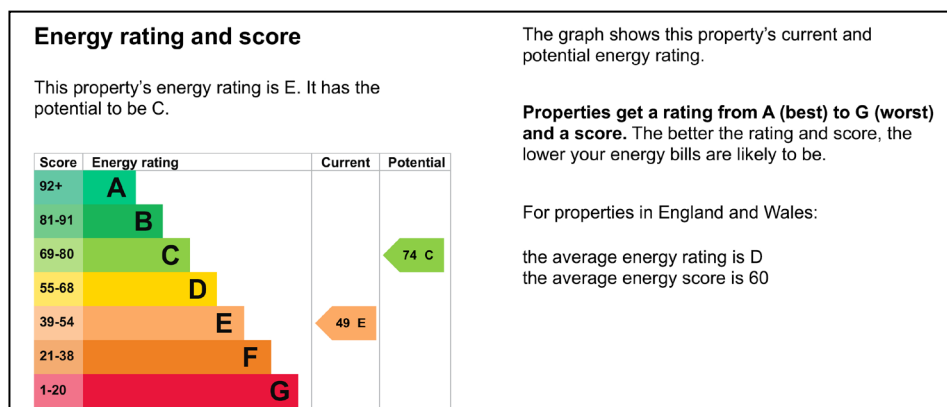 Energy rating and score
This property’s energy rating is E. It has the
potential to be C.
Score Energy rating Current Potential
92+ A
81-91 B
69-80 C 74 C
55-68 D
39-54 E 49 E
21-38 F
1-20 G
The graph shows this property’s current and
potential energy rating.
Properties get a rating from A (best) to G (worst)
and a score. The better the rating and score, the
lower your energy bills are likely to be.
For properties in England and Wales:
the average energy rating is D
the average energy score is 60